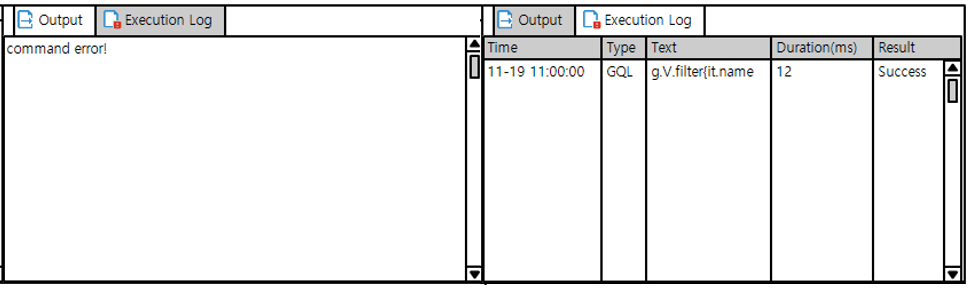 Output Execution Log
command error!
Output Execution Log
Time Type Text Duration(ms) Result
11-19 11:00:00 GQL g.V.filter{it.name 12 Success